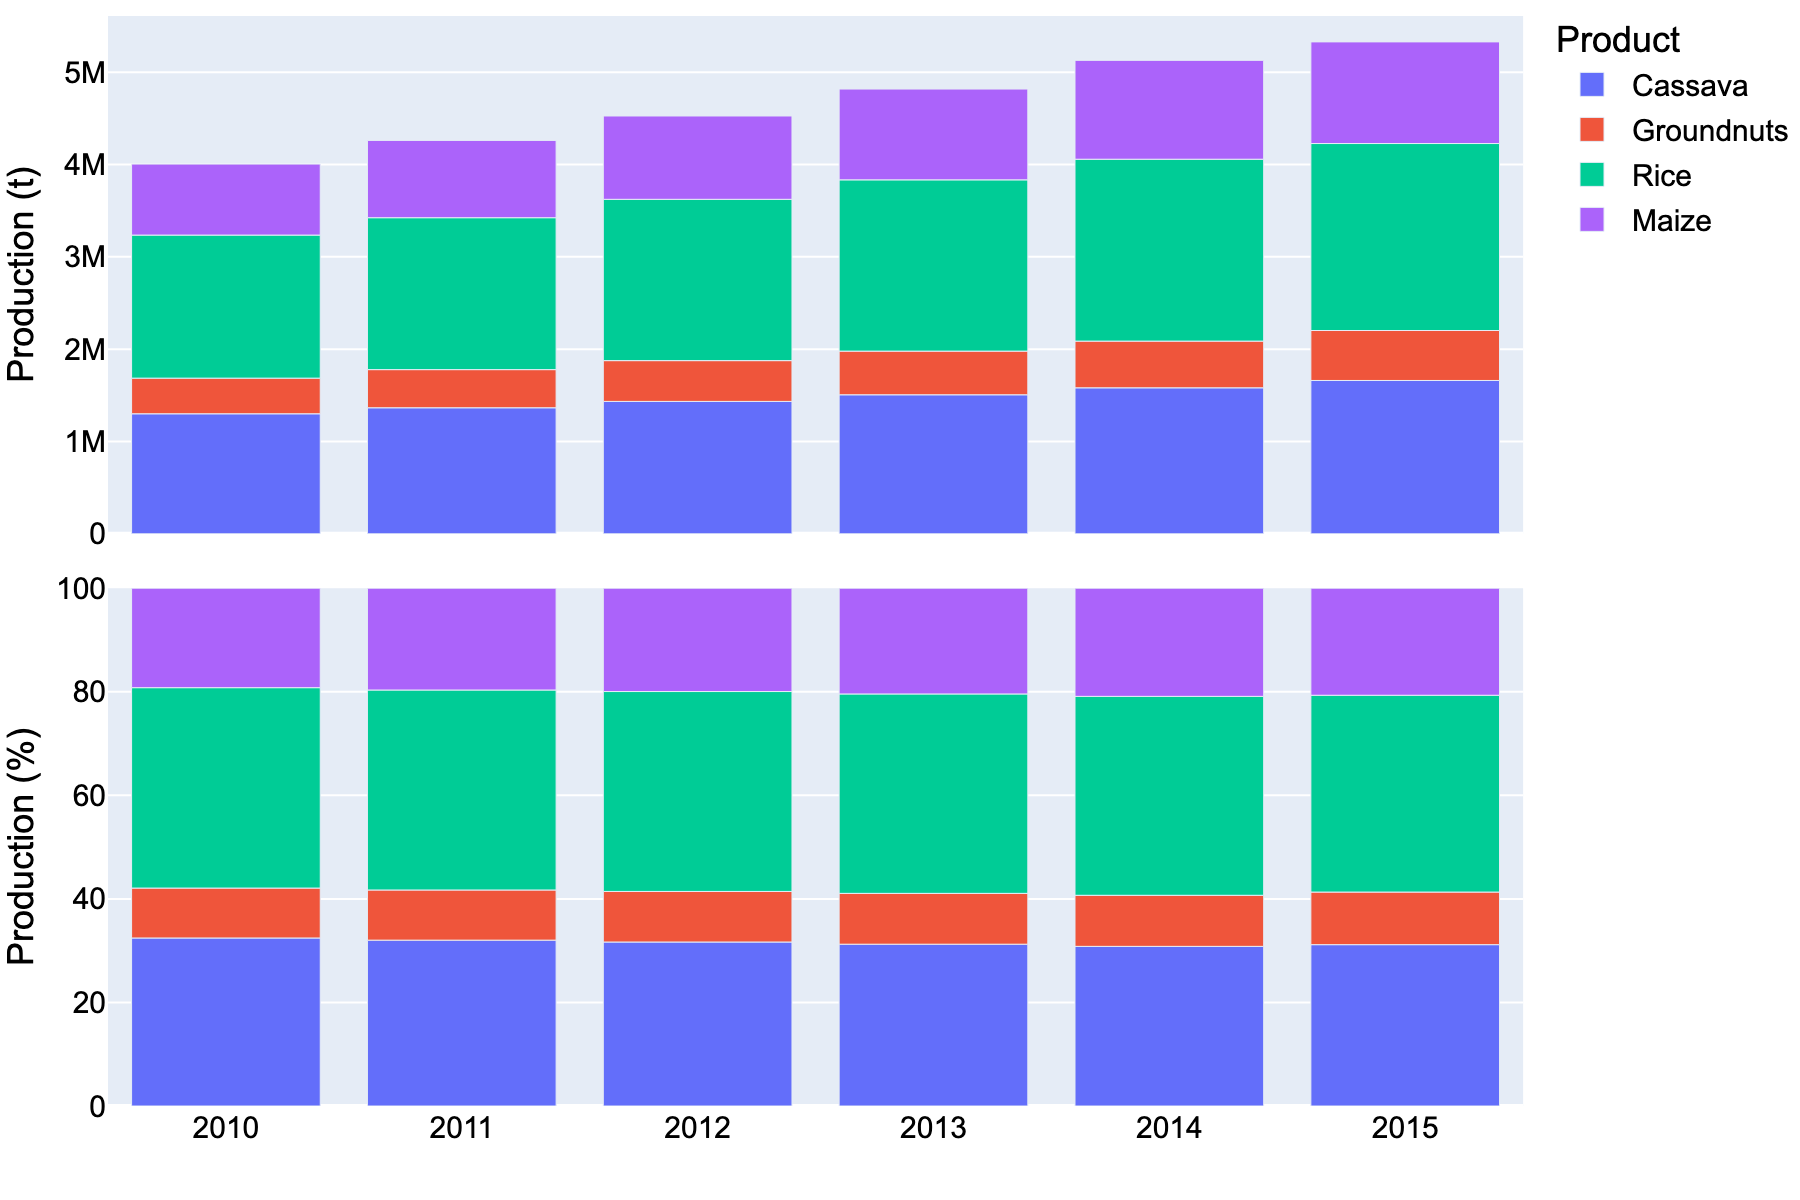 Product
Cassava
Groundnuts
Rice
Maize
Production (t)
5M
4M
3M
2M
1M
0
Production (%)
100
80
60
40
20
0
2010
2011
2012
2013
2014
2015